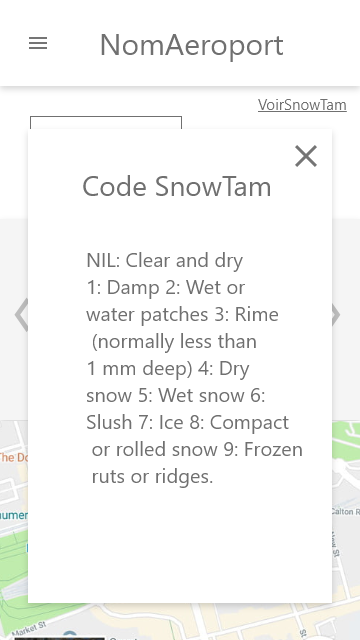 NomAeroport
VoirSnowTam
Code SnowTam
NIL: Clear and dry
1: Damp 2: Wet or
water patches 3: Rime
(normally less than
1 mm deep) 4: Dry
snow 5: Wet snow 6:
Slush 7: Ice 8: Compact
or rolled snow 9: Frozen
ruts or ridges.
The Do
Calton R
Market St